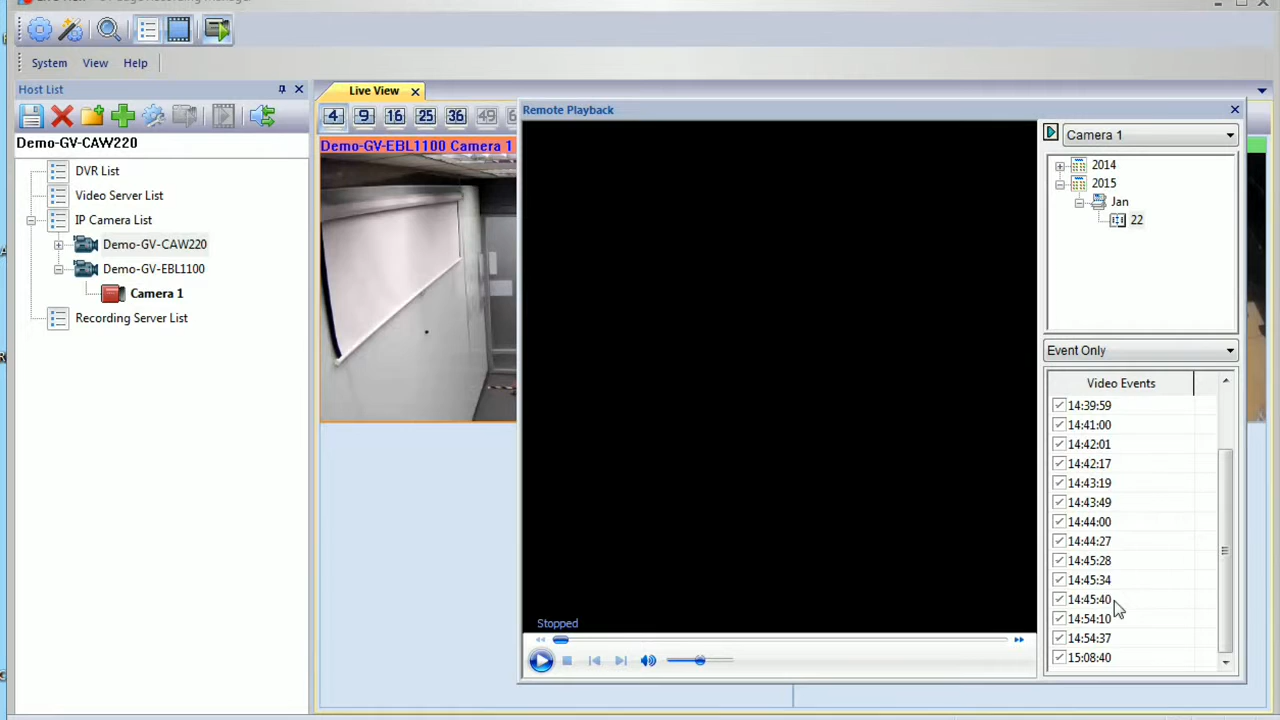 System View Help
Host List
Demo-GV-CAW220
DVR List
Video Server List
IP Camera List
Demo-GV-CAW220
Demo-GV-EBL1100
Camera 1
Recording Server List
Live View
4 9 16 25 36 49
Demo-GV-EBL1100 Camera 1
Remote Playback
Stopped
Camera 1
2014
2015
Jan
22
Event Only
Video Events
14:39:59
14:41:00
14:42:01
14:42:17
14:43:19
14:43:49
14:44:00
14:44:27
14:45:28
14:45:34
14:45:40
14:54:10
14:54:37
15:08:40